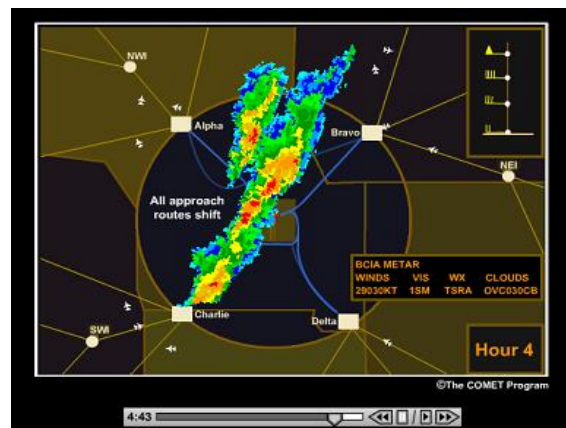 NWI
Alpha
Bravo
NEI
All approach
routes shift
BCIA METAR
WINDS VIS WX CLOUDS
29030KT 1SM TSRA OVC030CB
Charlie
Delta
SWI
Hour 4
©The COMET Program
4:43